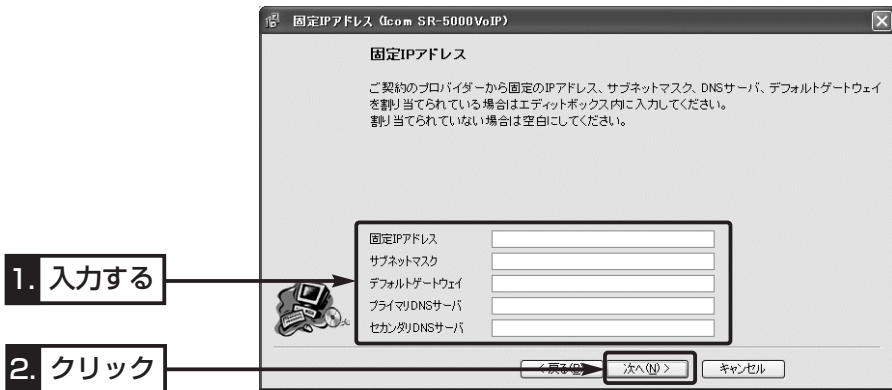 固定IPアドレス (Icom SR-5000VoIP)
固定IPアドレス
ご契約のプロバイダーから固定のIPアドレス、サブネットマスク、DNSサーバ、デフォルトゲートウェイ
を割り当てられている場合はエディットボックス内に入力してください。
割り当てられていない場合は空白にしてください。
固定IPアドレス
サブネットマスク
デフォルトゲートウェイ
プライマリDNSサーバ
セカンダリDNSサーバ
1. 入力する
2. クリック
< 戻る(B)
次へ(N) >
キャンセル